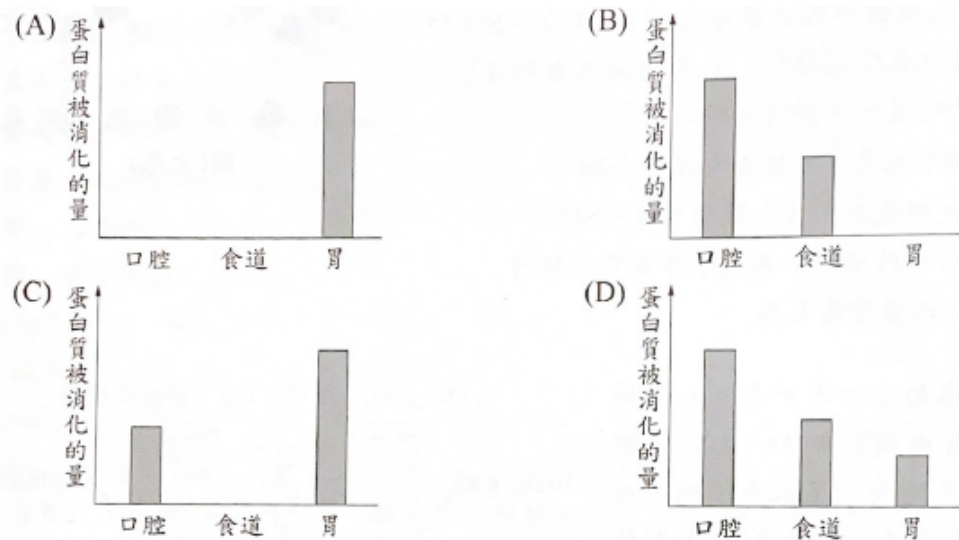 (A) 蛋白質被消化的量
口腔 食道 胃
(B) 蛋白質被消化的量
口腔 食道 胃
(C) 蛋白質被消化的量
口腔 食道 胃
(D) 蛋白質被消化的量
口腔 食道 胃